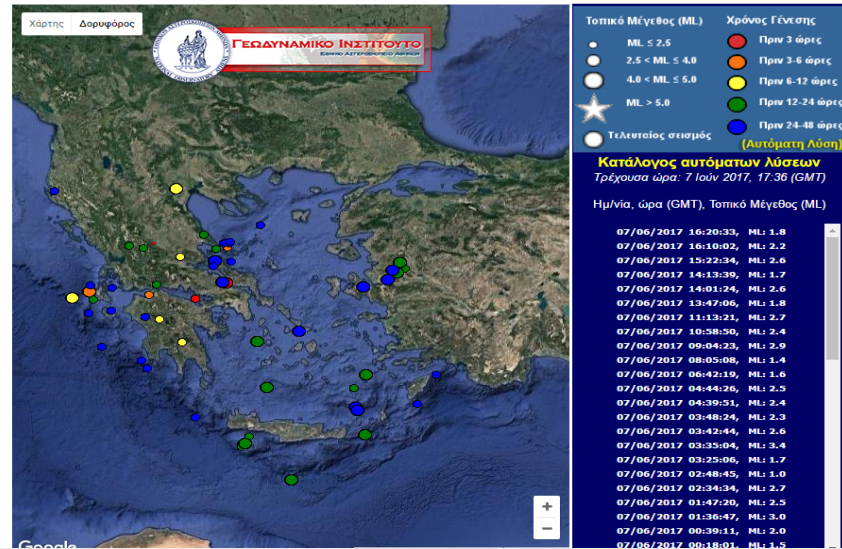 Χάρτης Δορυφόρος
ΓΕΩΔΥΝΑΜΙΚΟ ΙΝΣΤΙΤΟΥΤΟ
ΕΘΝΙΚΟ ΑΣΤΕΡΟΣΚΟΠΕΙΟ ΑΘΗΝΩΝ
Google
+
−
Τοπικό Μέγεθος (ML)
ML ≤ 2.5
2.5 < ML ≤ 4.0
4.0 < ML ≤ 5.0
ML > 5.0
Τελευταίος σεισμός
Χρόνος Γένεσης
Πριν 3 ώρες
Πριν 3-6 ώρες
Πριν 6-12 ώρες
Πριν 12-24 ώρες
Πριν 24-48 ώρες
(Αυτόματη Λύση)
Κατάλογος αυτόματων λύσεων
Τρέχουσα ώρα: 7 Ιούν 2017, 17:36 (GMT)
Ημ/νία, ώρα (GMT), Τοπικό Μέγεθος (ML)
07/06/2017 16:20:33, ML: 1.8
07/06/2017 16:10:02, ML: 2.2
07/06/2017 15:22:34, ML: 2.6
07/06/2017 14:13:39, ML: 1.7
07/06/2017 14:01:24, ML: 2.6
07/06/2017 13:47:06, ML: 1.8
07/06/2017 11:13:21, ML: 2.7
07/06/2017 10:58:50, ML: 2.4
07/06/2017 09:04:23, ML: 2.9
07/06/2017 08:05:08, ML: 1.4
07/06/2017 06:42:19, ML: 1.6
07/06/2017 04:44:26, ML: 2.5
07/06/2017 04:39:51, ML: 2.4
07/06/2017 03:48:24, ML: 2.3
07/06/2017 03:42:44, ML: 2.6
07/06/2017 03:35:04, ML: 3.4
07/06/2017 03:25:06, ML: 1.7
07/06/2017 02:48:45, ML: 1.0
07/06/2017 02:34:34, ML: 2.7
07/06/2017 01:47:20, ML: 2.5
07/06/2017 01:36:47, ML: 3.0
07/06/2017 00:39:11, ML: 2.0
07/06/2017 00:18:01, ML: 1.5